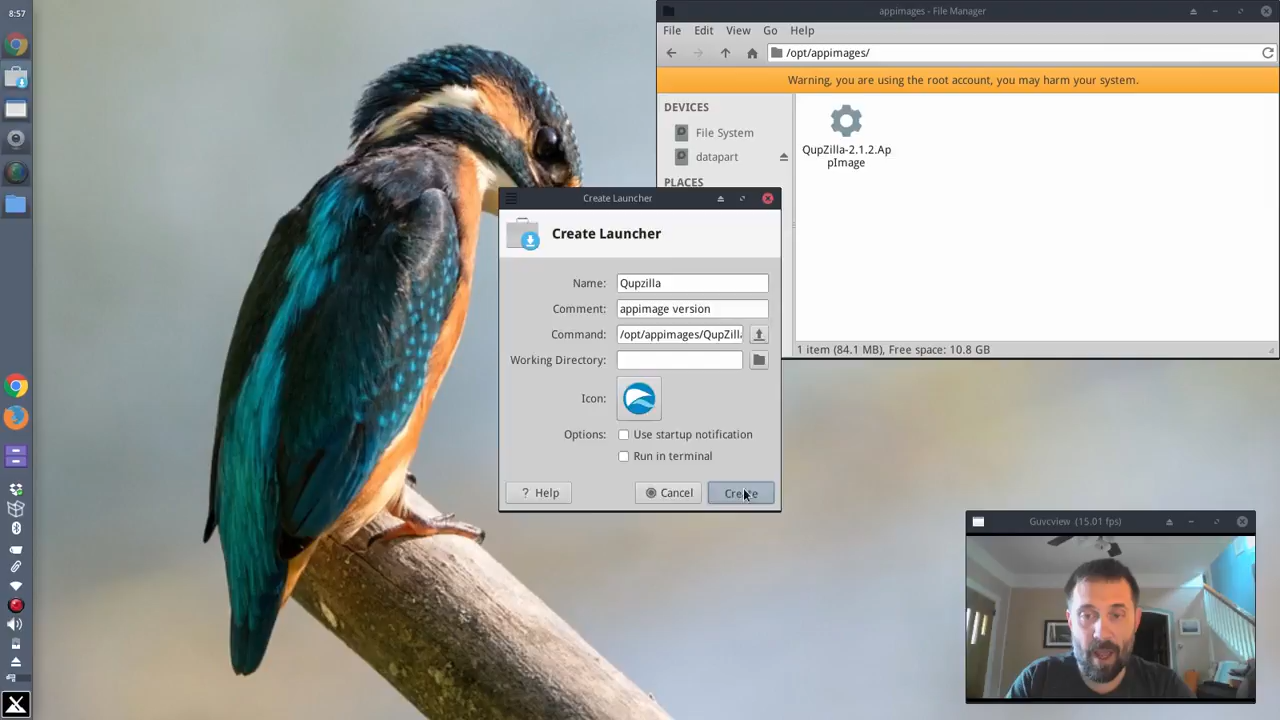 8:57
appimages - File Manager
File Edit View Go Help
/opt/appimages/
Warning, you are using the root account, you may harm your system.
DEVICES
File System
datapart
PLACES
QupZilla-2.1.2.Ap
pImage
1 item (84.1 MB), Free space: 10.8 GB
Create Launcher
Create Launcher
Name: Qupzilla
Comment: appimage version
Command: /opt/appimages/QupZilla
Working Directory:
Icon:
Options: Use startup notification
Run in terminal
? Help Cancel Create
Guvcview (15.01 fps)